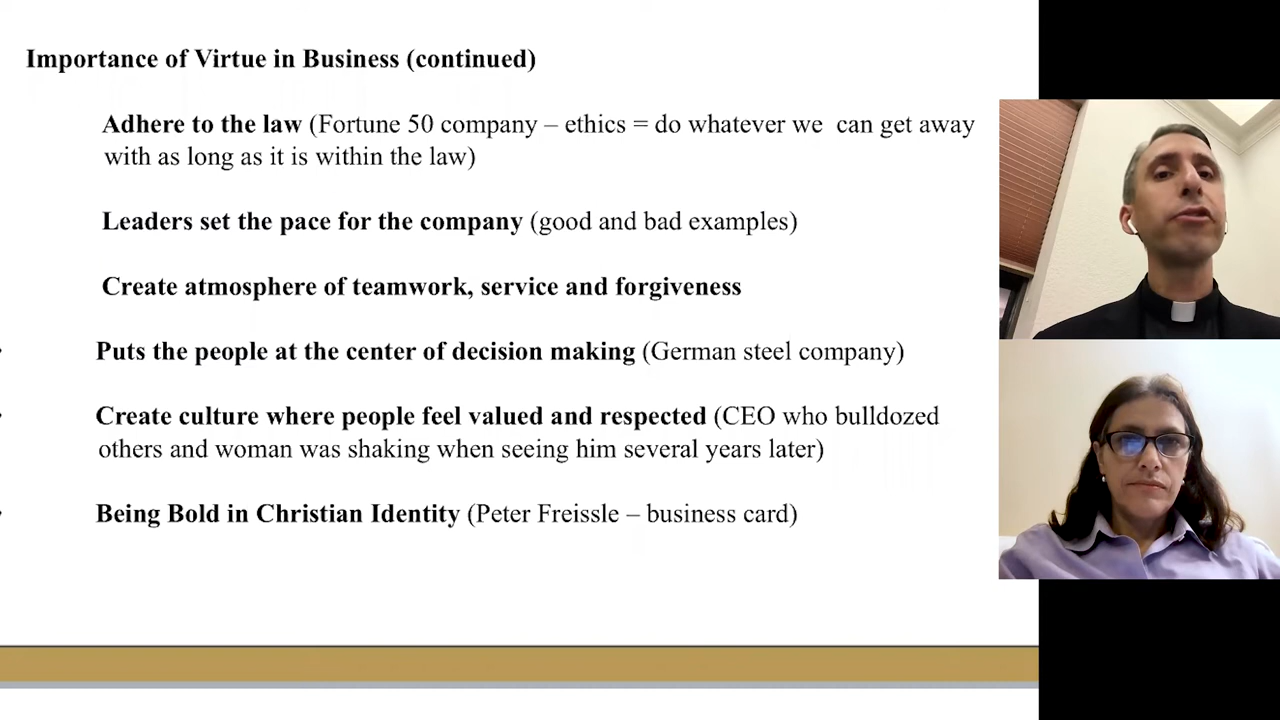 Importance of Virtue in Business (continued)
Adhere to the law (Fortune 50 company – ethics = do whatever we can get away
with as long as it is within the law)
Leaders set the pace for the company (good and bad examples)
Create atmosphere of teamwork, service and forgiveness
Puts the people at the center of decision making (German steel company)
Create culture where people feel valued and respected (CEO who bulldozed
others and woman was shaking when seeing him several years later)
Being Bold in Christian Identity (Peter Freissle – business card)